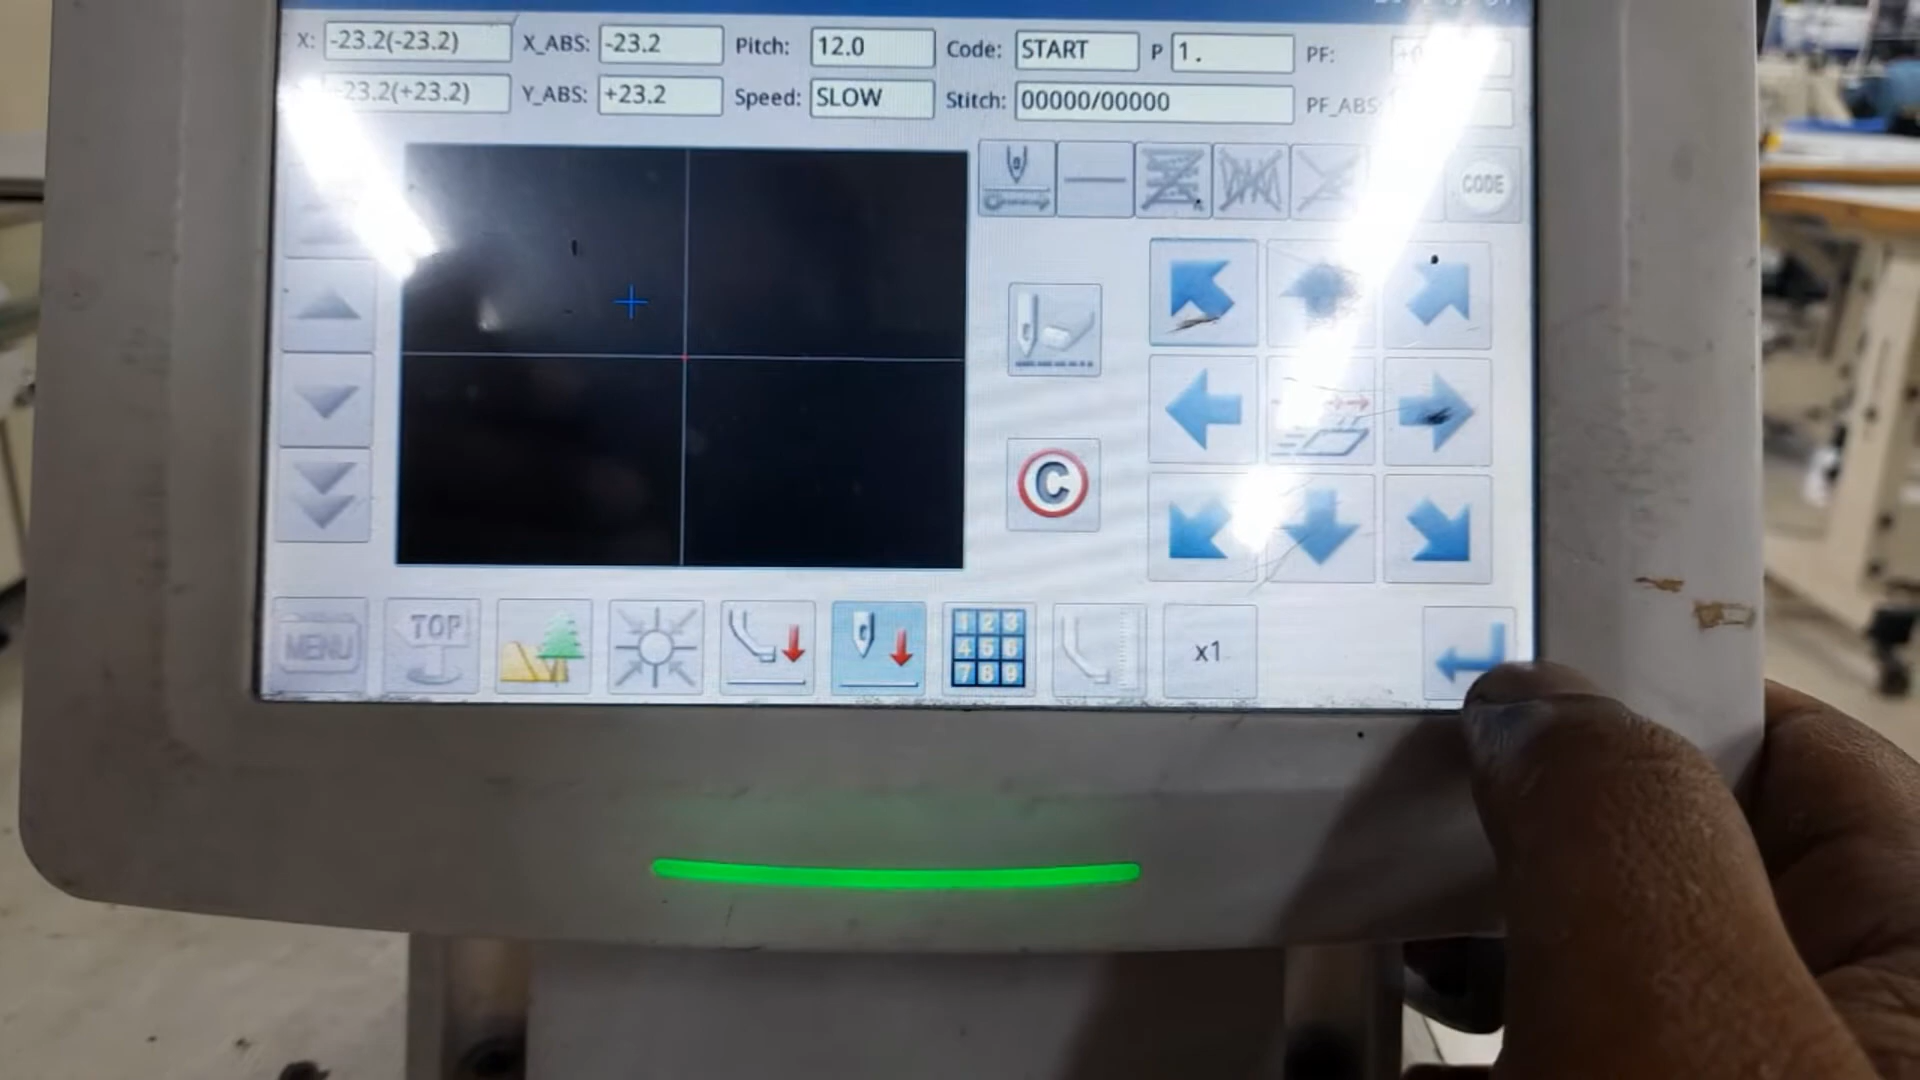 X: -23.2(-23.2) X_ABS: -23.2 Pitch: 12.0 Code: START P 1. PF:
23.2(+23.2) Y_ABS: +23.2 Speed: SLOW Stitch: 00000/00000 PF_ABS
CODE
C
MENU TOP 1 2 3 x1
4 5 6
7 8 9